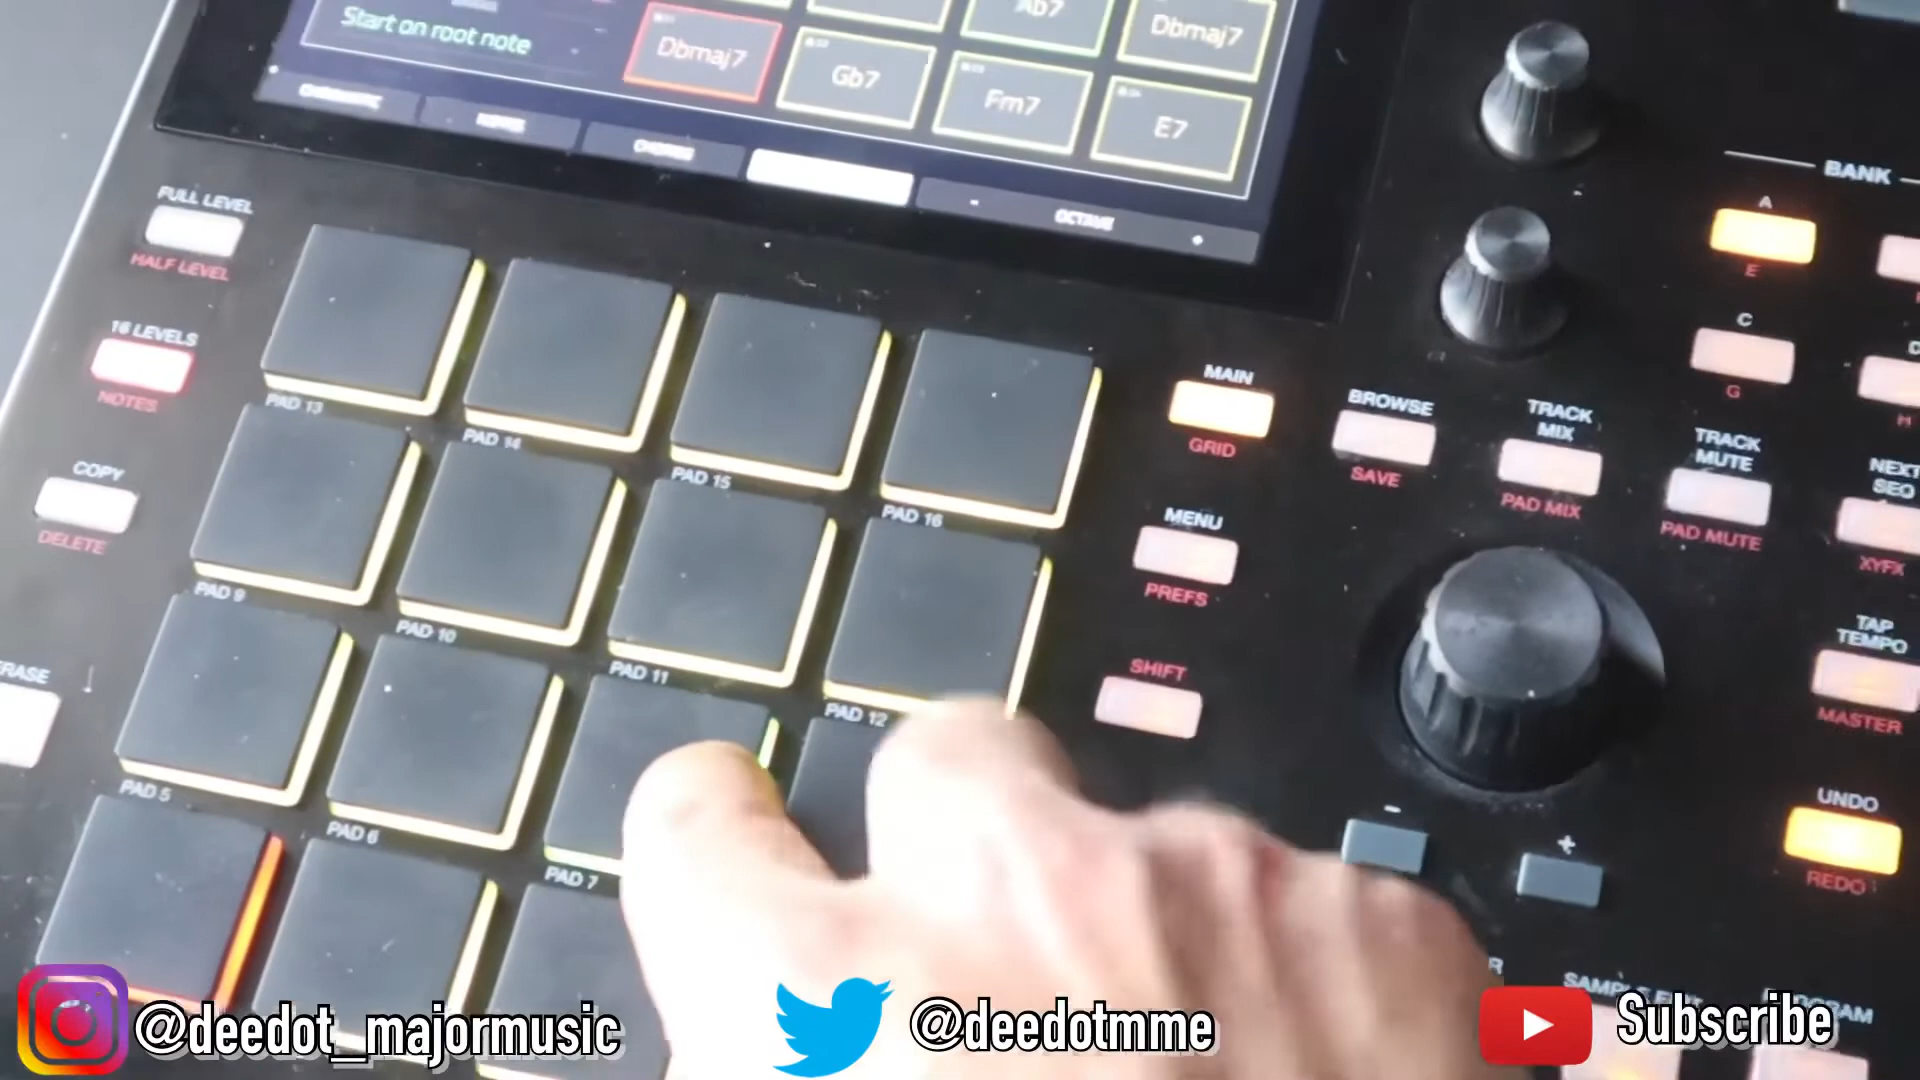 Start on root note
Ab7
Dbmaj7
Dbmaj7
Gb7
Fm7
E7
CHROMATIC
CHORDS
- OCTAVE +
BANK
FULL LEVEL
HALF LEVEL
16 LEVELS
NOTES
COPY
DELETE
PAD 13
PAD 14
PAD 15
PAD 16
PAD 9
PAD 10
PAD 11
PAD 12
PAD 5
PAD 6
PAD 7
MAIN
GRID
MENU
PREFS
SHIFT
BROWSE
SAVE
TRACK
MIX
PAD MIX
TRACK
MUTE
PAD MUTE
A
E
C
G
H
NEXT
SEQ
XYFX
TAP
TEMPO
MASTER
UNDO
REDO
-
+
@deedot_majormusic
@deedotmme
Subscribe